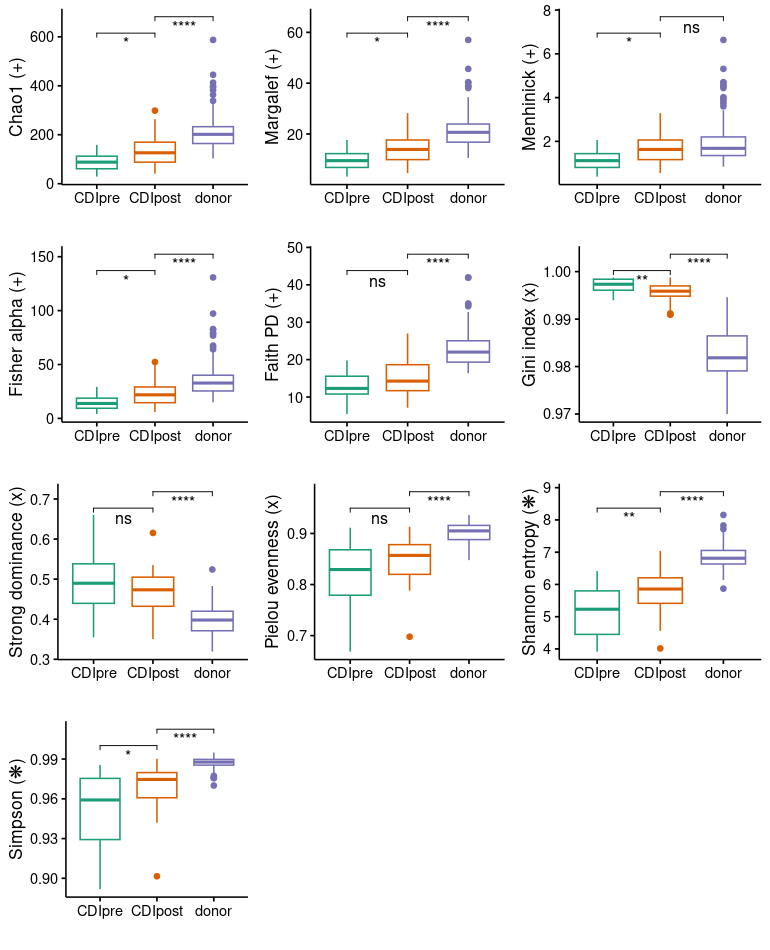 Chao1 (+)
600
400
200
0
*
****
CDIpre CDIpost donor
Margalef (+)
60
40
20
*
****
CDIpre CDIpost donor
Menhinick (+)
8
6
4
2
*
ns
CDIpre CDIpost donor
Fisher alpha (+)
150
100
50
0
*
****
CDIpre CDIpost donor
Faith PD (+)
50
40
30
20
10
ns
****
CDIpre CDIpost donor
Gini index (x)
1.00
0.99
0.98
0.97
**
****
CDIpre CDIpost donor
Strong dominance (x)
0.7
0.6
0.5
0.4
0.3
ns
****
CDIpre CDIpost donor
Pielou evenness (x)
0.9
0.8
0.7
ns
****
CDIpre CDIpost donor
Shannon entropy (❋)
9
8
7
6
5
4
**
****
CDIpre CDIpost donor
Simpson (❋)
0.99
0.96
0.93
0.90
*
****
CDIpre CDIpost donor